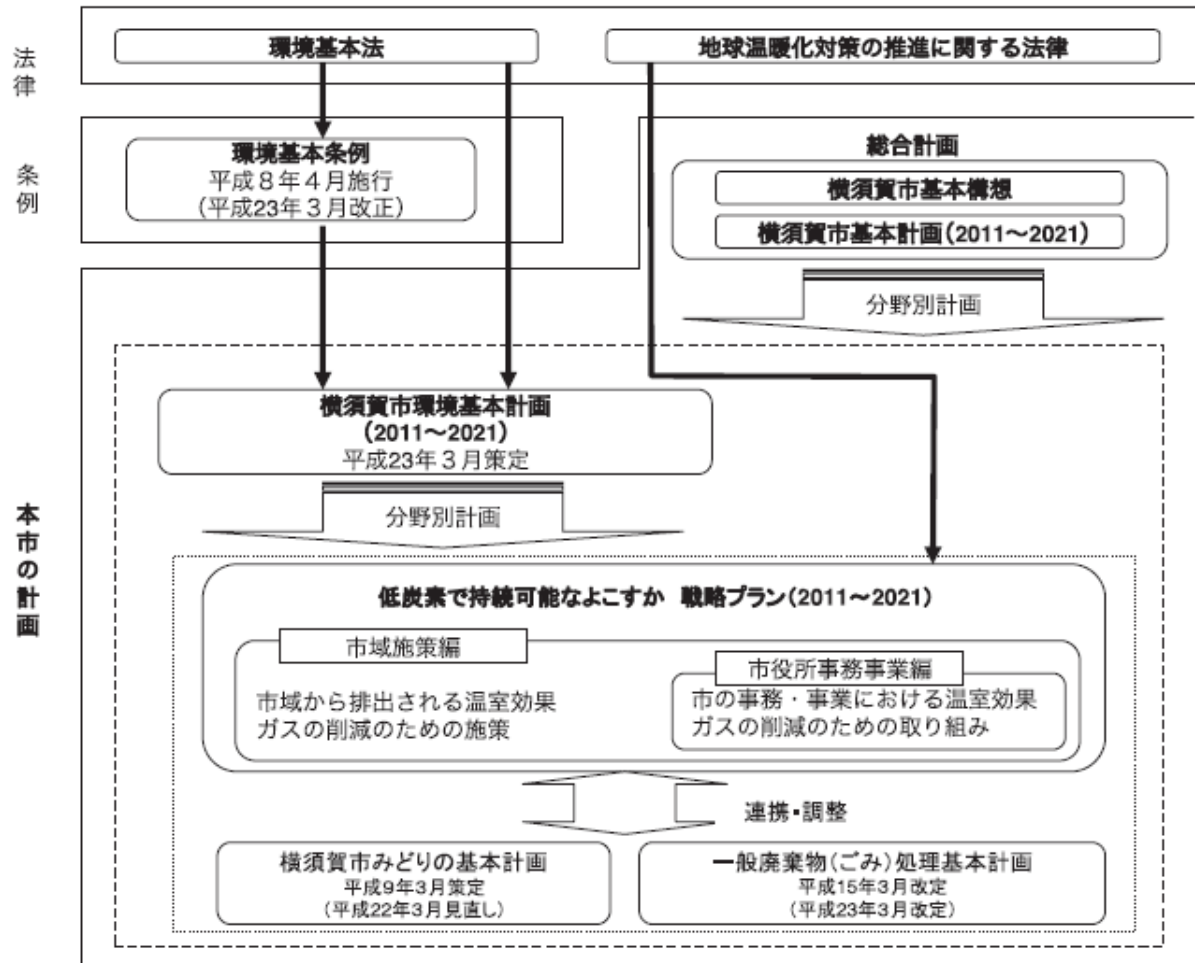 法律
環境基本法
地球温暖化対策の推進に関する法律
条例
環境基本条例
平成8年4月施行
(平成23年3月改正)
総合計画
横須賀市基本構想
横須賀市基本計画(2011～2021)
分野別計画
本市の計画
横須賀市環境基本計画
(2011～2021)
平成23年3月策定
分野別計画
低炭素で持続可能なよこすか 戦略プラン(2011～2021)
市域施策編
市域から排出される温室効果
ガスの削減のための施策
市役所事務事業編
市の事務・事業における温室効果
ガスの削減のための取り組み
連携・調整
横須賀市みどりの基本計画
平成9年3月策定
(平成22年3月見直し)
一般廃棄物(ごみ)処理基本計画
平成15年3月改定
(平成23年3月改定)